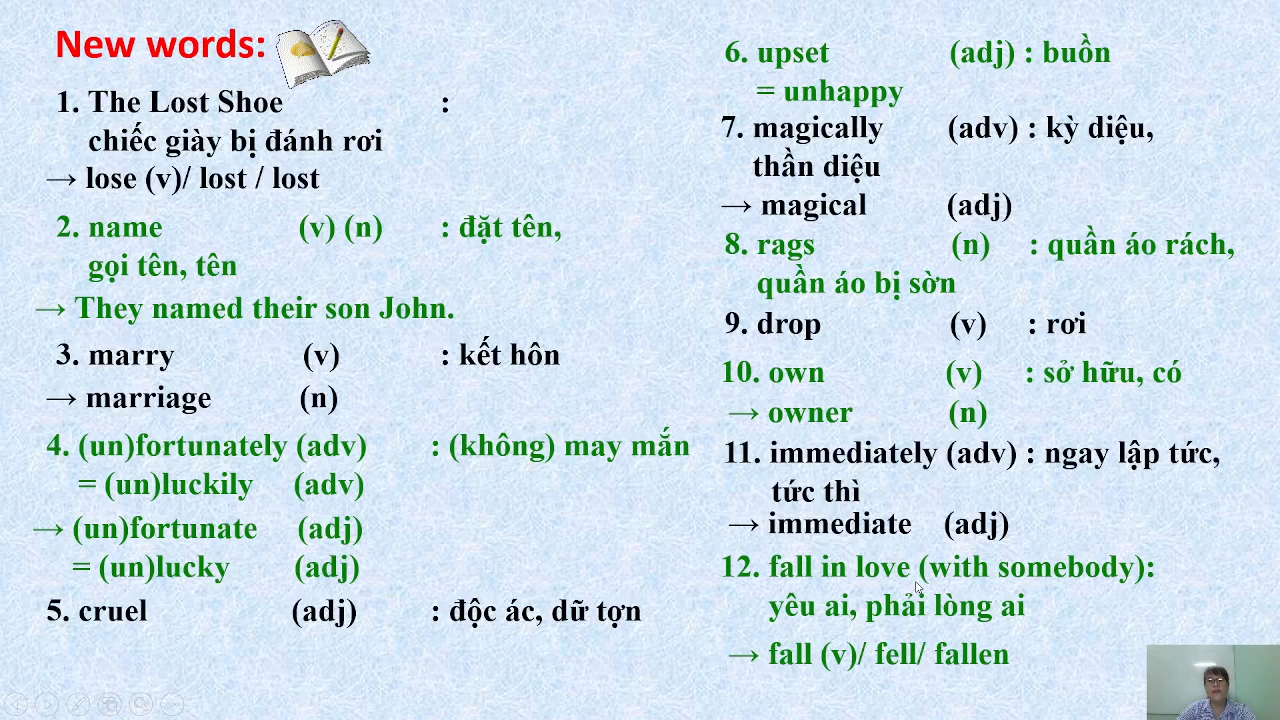 New words:
1. The Lost Shoe :
chiếc giày bị đánh rơi
→ lose (v)/ lost / lost
2. name (v) (n) : đặt tên,
gọi tên, tên
→ They named their son John.
3. marry (v) : kết hôn
→ marriage (n)
4. (un)fortunately (adv) : (không) may mắn
= (un)luckily (adv)
→ (un)fortunate (adj)
= (un)lucky (adj)
5. cruel (adj) : độc ác, dữ tợn
6. upset (adj) : buồn
= unhappy
7. magically (adv) : kỳ diệu,
thần diệu
→ magical (adj)
8. rags (n) : quần áo rách,
quần áo bị sờn
9. drop (v) : rơi
10. own (v) : sở hữu, có
→ owner (n)
11. immediately (adv) : ngay lập tức,
tức thì
→ immediate (adj)
12. fall in love (with somebody):
yêu ai, phải lòng ai
→ fall (v)/ fell/ fallen